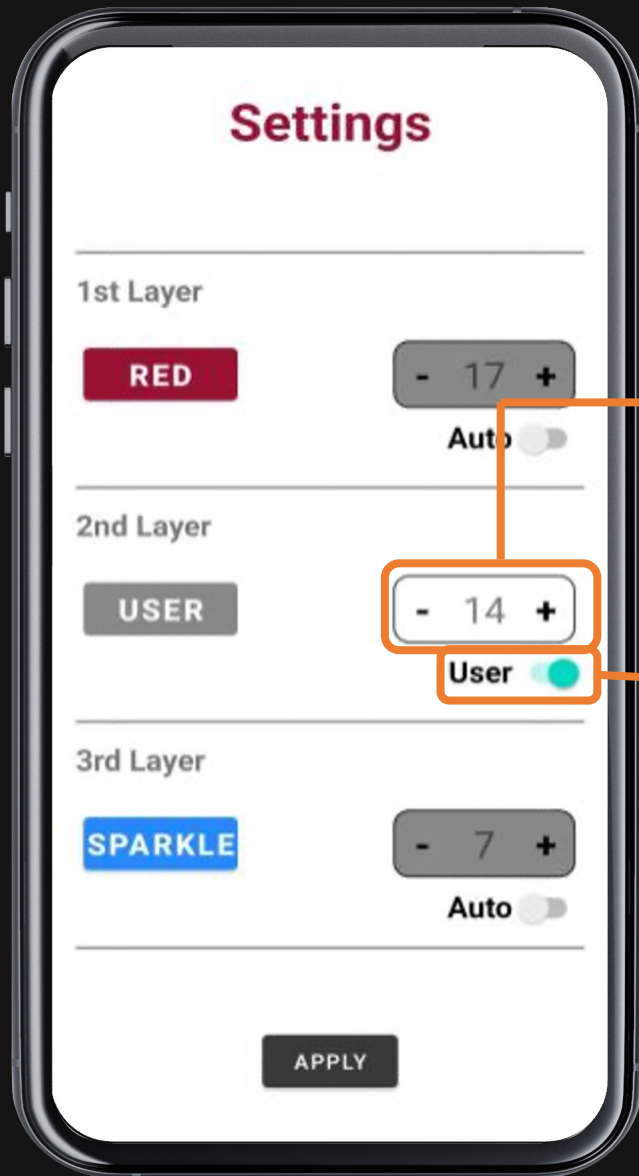 Settings
1st Layer
RED - 17 +
Auto
2nd Layer
USER - 14 +
User
3rd Layer
SPARKLE - 7 +
Auto
APPLY